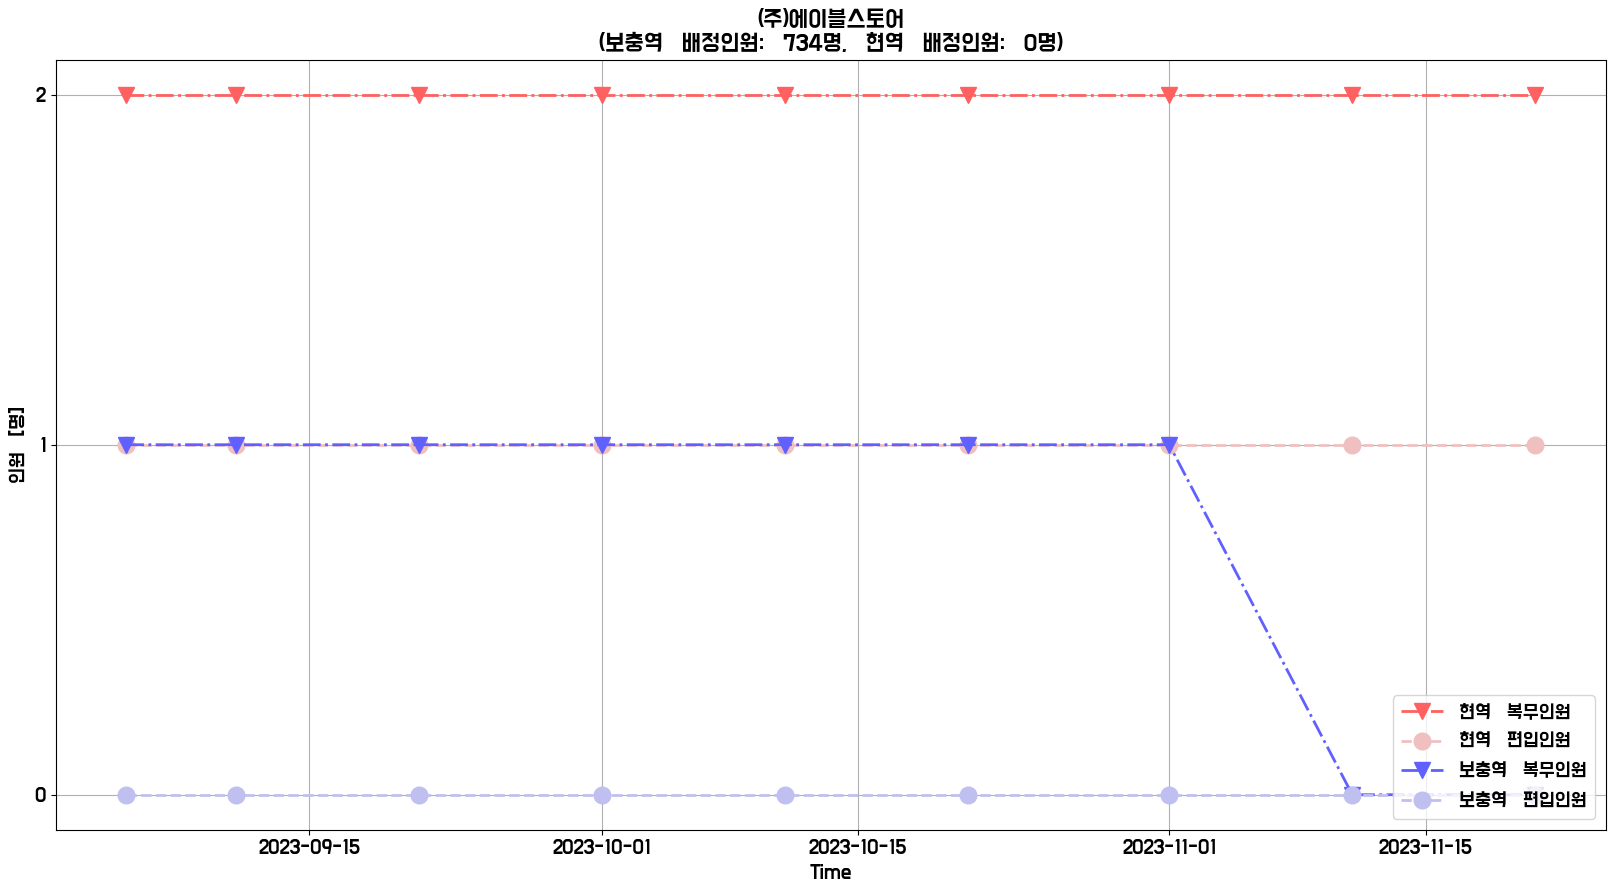 (주)에이블스토어
(보충역 배정인원: 734명, 현역 배정인원: 0명)
2
1
0
인원 [명]
현역 복무인원
현역 편입인원
보충역 복무인원
보충역 편입인원
2023-09-15 2023-10-01 2023-10-15 2023-11-01 2023-11-15
Time